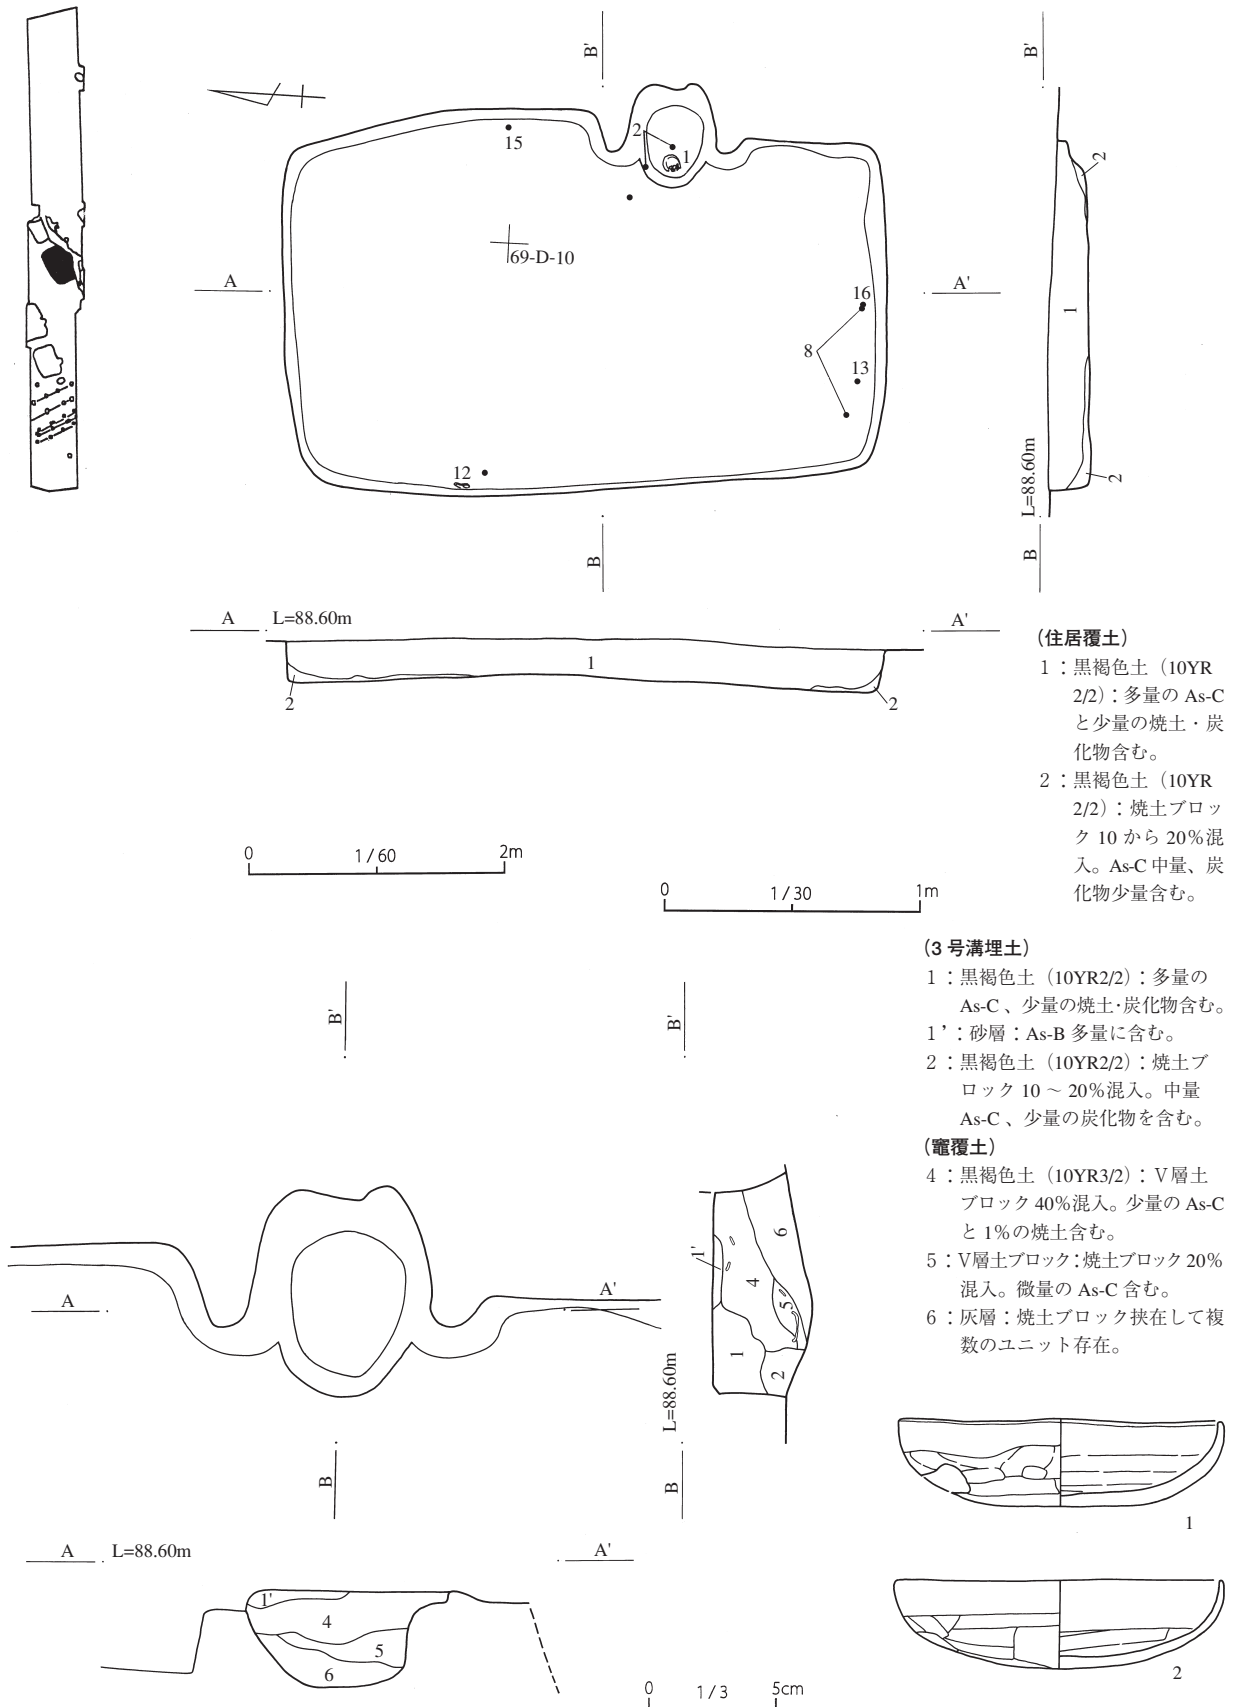 B'
B'
2
15
1
2
69-D-10
A
A'
16
1
8
13
12
L=88.60m
2
B
B
A
L=88.60m
A'
1
2
2
（住居覆土）
1：黒褐色土（10YR
2/2）：多量の As-C
と少量の焼土・炭
化物含む。
2：黒褐色土（10YR
2/2）：焼土ブロッ
ク 10 から 20％混
入。As-C 中量、炭
化物少量含む。
0
1/60
2m
0
1/30
1m
（3 号溝埋土）
1：黒褐色土（10YR2/2）：多量の
As-C 、少量の焼土・炭化物含む。
1’：砂層：As-B 多量に含む。
2：黒褐色土（10YR2/2）：焼土ブ
ロック 10 ～ 20％混入。中量
As-C 、少量の炭化物を含む。
（竈覆土）
4：黒褐色土（10YR3/2）：Ⅴ層土
ブロック 40％混入。少量の As-C
と 1％の焼土含む。
5：Ⅴ層土ブロック：焼土ブロック 20％
混入。微量の As-C 含む。
6：灰層：焼土ブロック挟在して複
数のユニット存在。
B'
B'
A
A'
1'
6
4
5
1
2
L=88.60m
B
B
A
L=88.60m
A'
1'
4
5
6
1
2
0
1/3
5cm